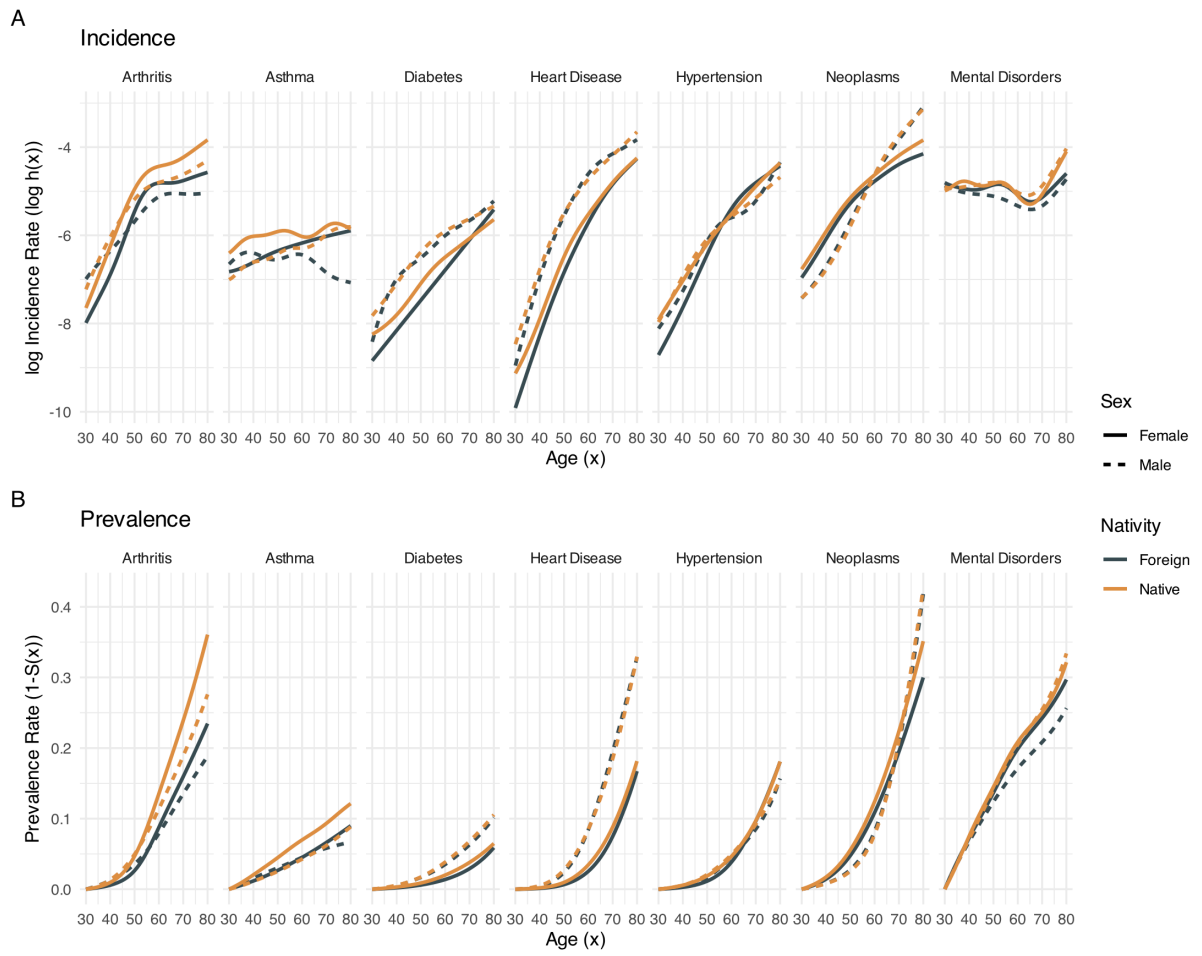 A
Incidence
Arthritis Asthma Diabetes Heart Disease Hypertension Neoplasms Mental Disorders
log Incidence Rate (log h(x))
-4
-6
-8
-10
30 40 50 60 70 80 30 40 50 60 70 80 30 40 50 60 70 80 30 40 50 60 70 80 30 40 50 60 70 80 30 40 50 60 70 80 30 40 50 60 70 80
Age (x)
B
Prevalence
Arthritis Asthma Diabetes Heart Disease Hypertension Neoplasms Mental Disorders
Prevalence Rate (1-S(x))
0.4
0.3
0.2
0.1
0.0
30 40 50 60 70 80 30 40 50 60 70 80 30 40 50 60 70 80 30 40 50 60 70 80 30 40 50 60 70 80 30 40 50 60 70 80 30 40 50 60 70 80
Age (x)
Sex
Female
Male
Nativity
Foreign
Native